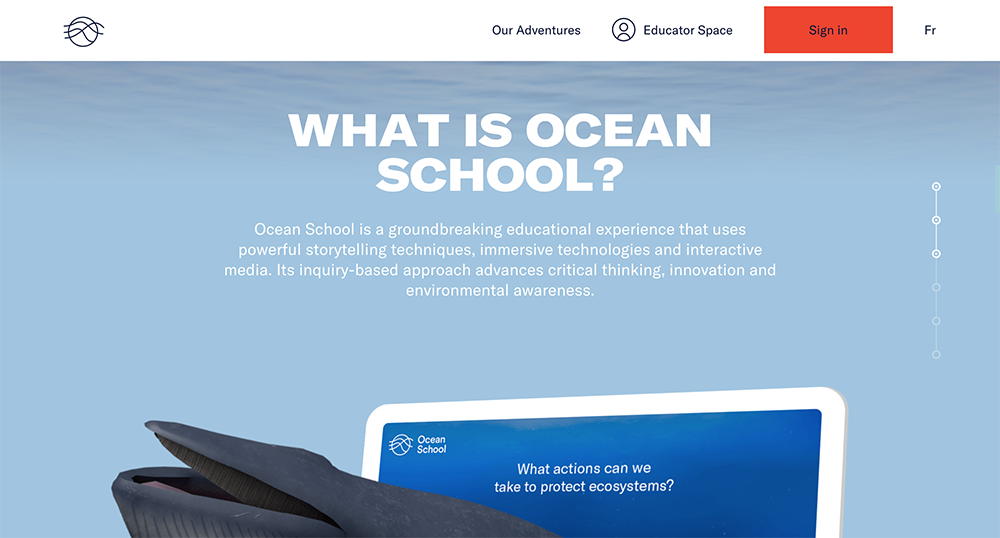 Our Adventures
Educator Space
Sign in
Fr
WHAT IS OCEAN
SCHOOL?
Ocean School is a groundbreaking educational experience that uses
powerful storytelling techniques, immersive technologies and interactive
media. Its inquiry-based approach advances critical thinking, innovation and
environmental awareness.
Ocean
School
What actions can we
take to protect ecosystems?